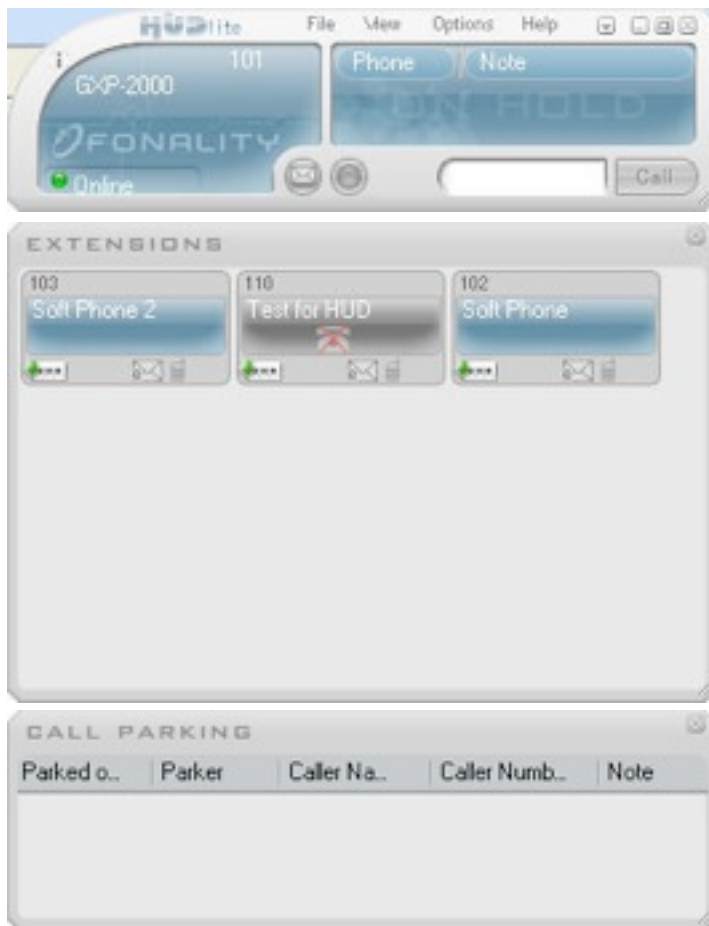 HUDlite File View Options Help
101
GXP-2000
Phone Note
ON HOLD
FONALITY
Online
Call
EXTENSIONS
103 110 102
Soft Phone 2 Test for HUD Soft Phone
CALL PARKING
Parked o... Parker Caller Na... Caller Numb... Note